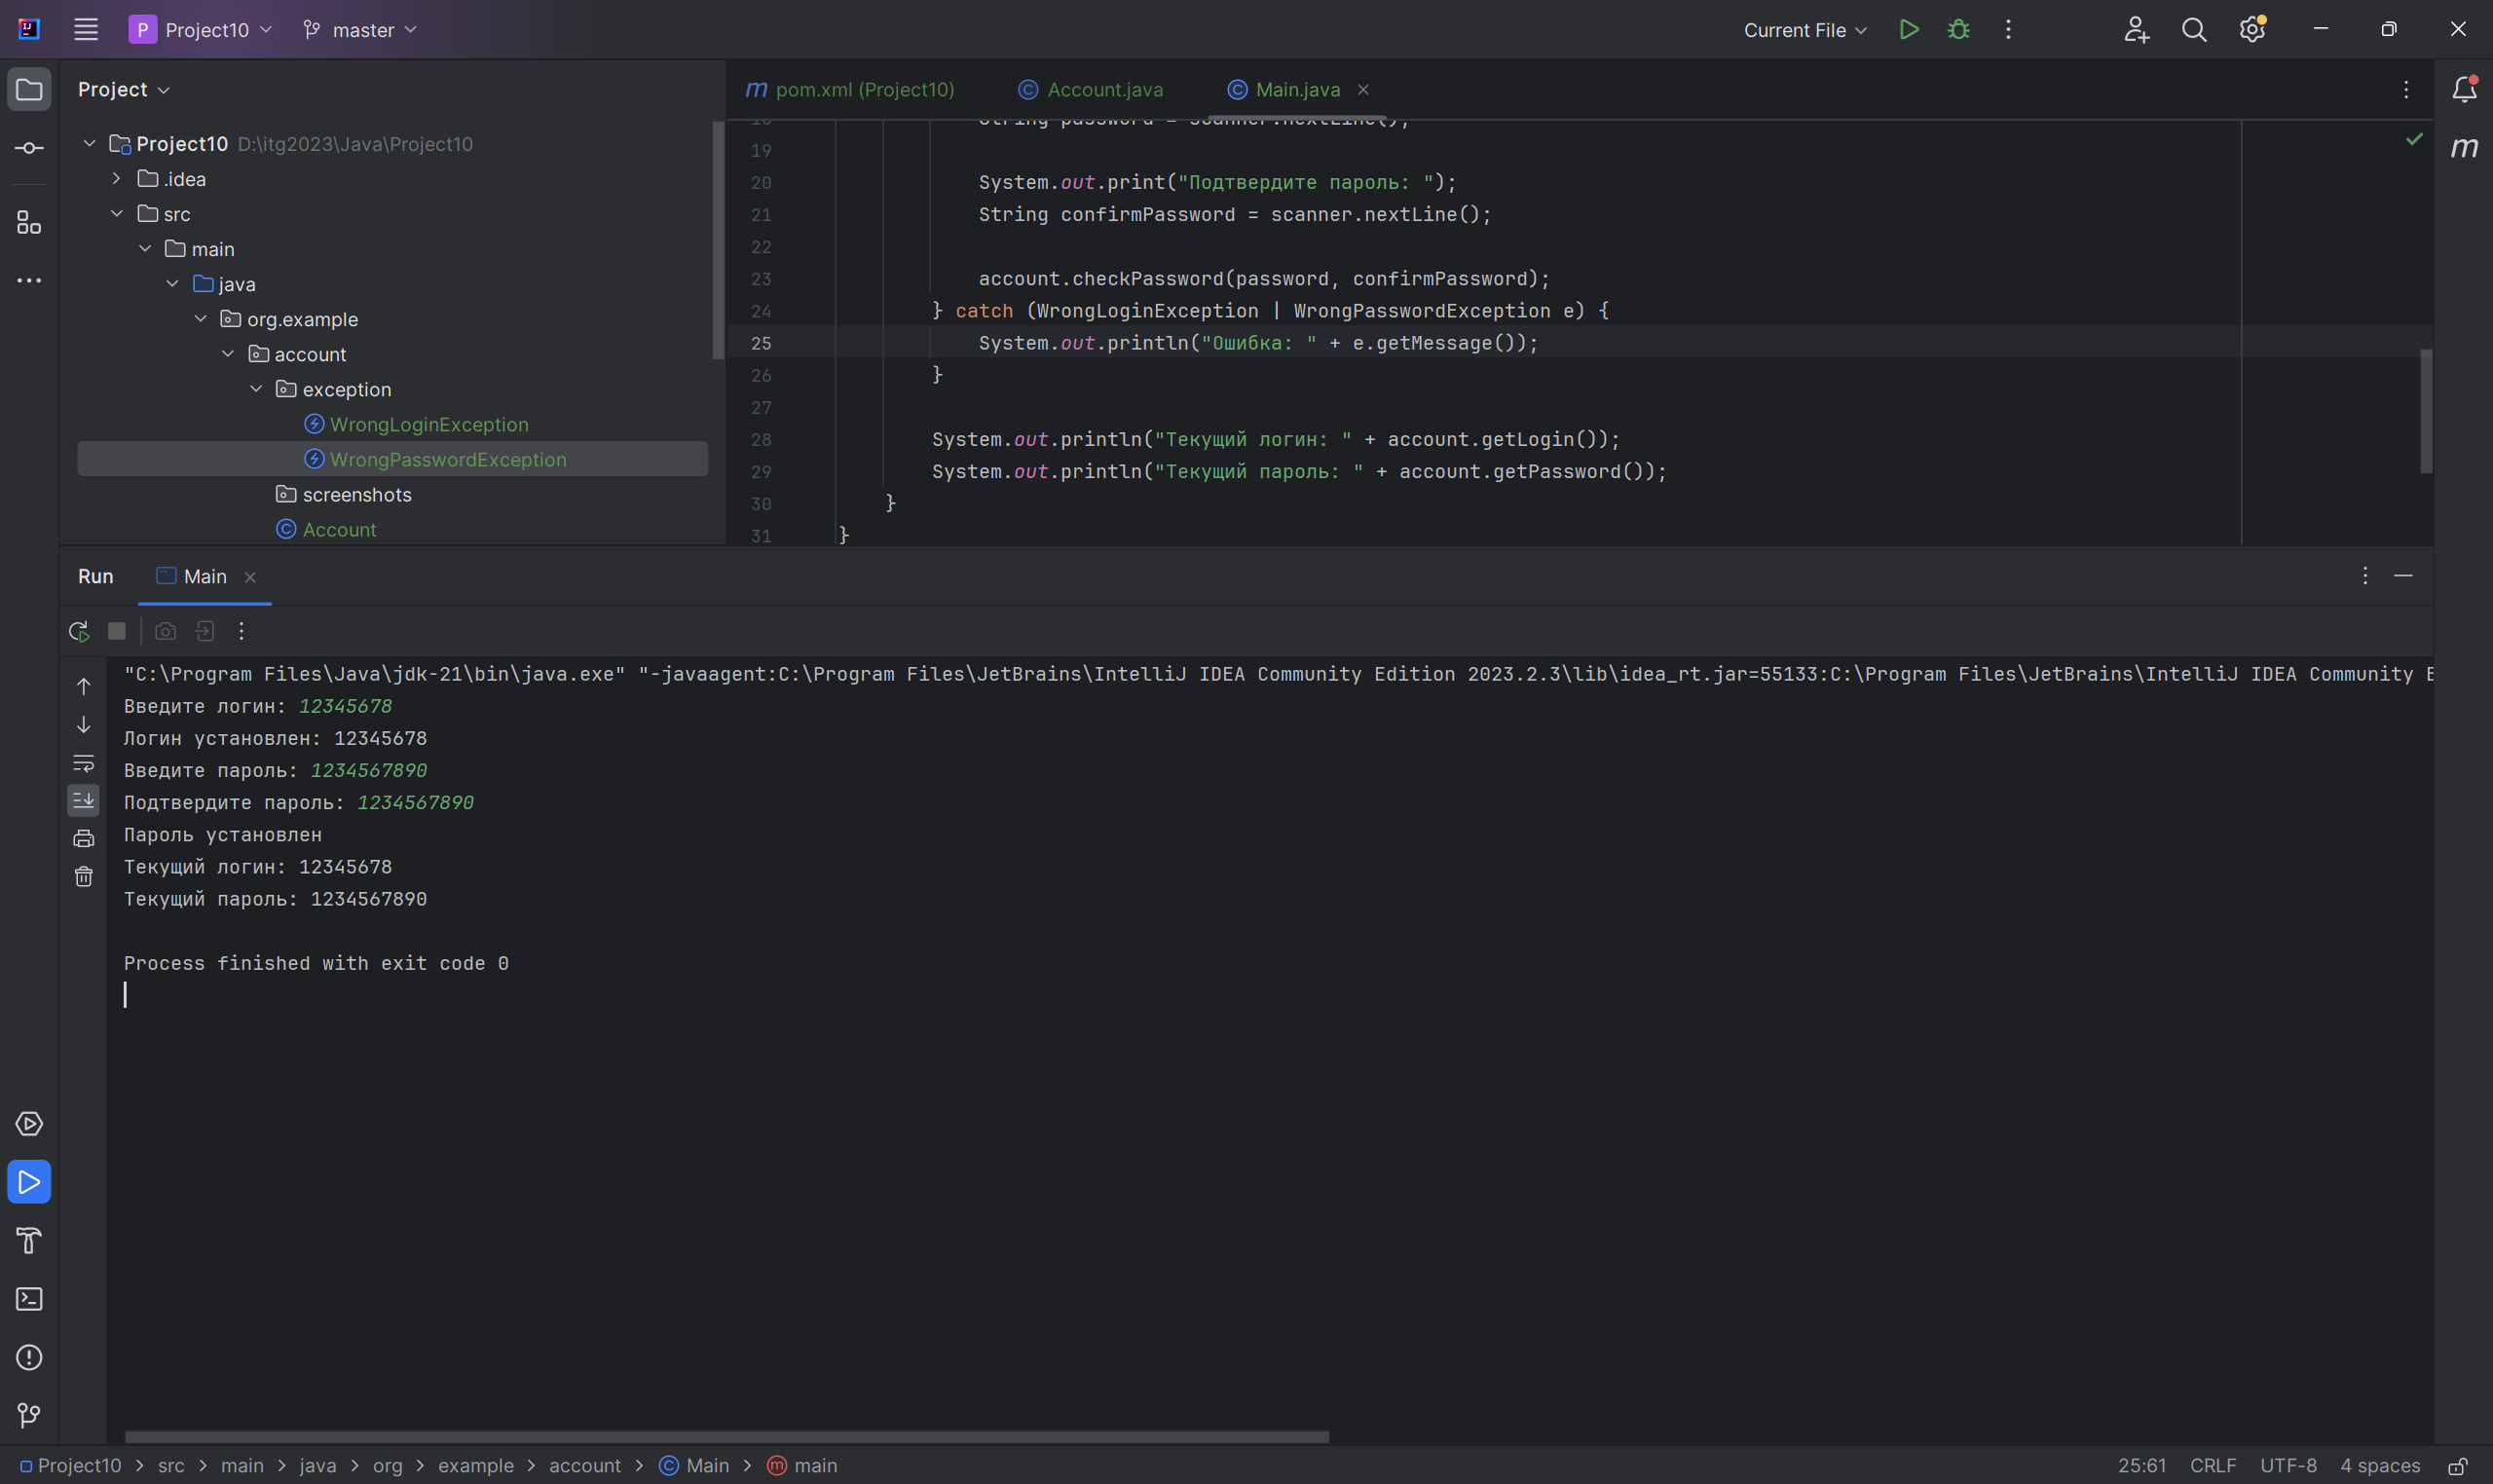 P Project10 master Current File
Project
pom.xml (Project10) Account.java Main.java
Project10 D:\itg2023\Java\Project10
.idea
src
main
java
org.example
account
exception
WrongLoginException
WrongPasswordException
screenshots
Account
18 String password = scanner.nextLine();
19
20 System.out.print("Подтвердите пароль: ");
21 String confirmPassword = scanner.nextLine();
22
23 account.checkPassword(password, confirmPassword);
24 } catch (WrongLoginException | WrongPasswordException e) {
25 System.out.println("Ошибка: " + e.getMessage());
26 }
27
28 System.out.println("Текущий логин: " + account.getLogin());
29 System.out.println("Текущий пароль: " + account.getPassword());
30 }
31 }
Run Main
"C:\Program Files\Java\jdk-21\bin\java.exe" "-javaagent:C:\Program Files\JetBrains\IntelliJ IDEA Community Edition 2023.2.3\lib\idea_rt.jar=55133:C:\Program Files\JetBrains\IntelliJ IDEA Community E
Введите логин: 12345678
Логин установлен: 12345678
Введите пароль: 1234567890
Подтвердите пароль: 1234567890
Пароль установлен
Текущий логин: 12345678
Текущий пароль: 1234567890
Process finished with exit code 0
Project10 > src > main > java > org > example > account > Main > main 25:61 CRLF UTF-8 4 spaces